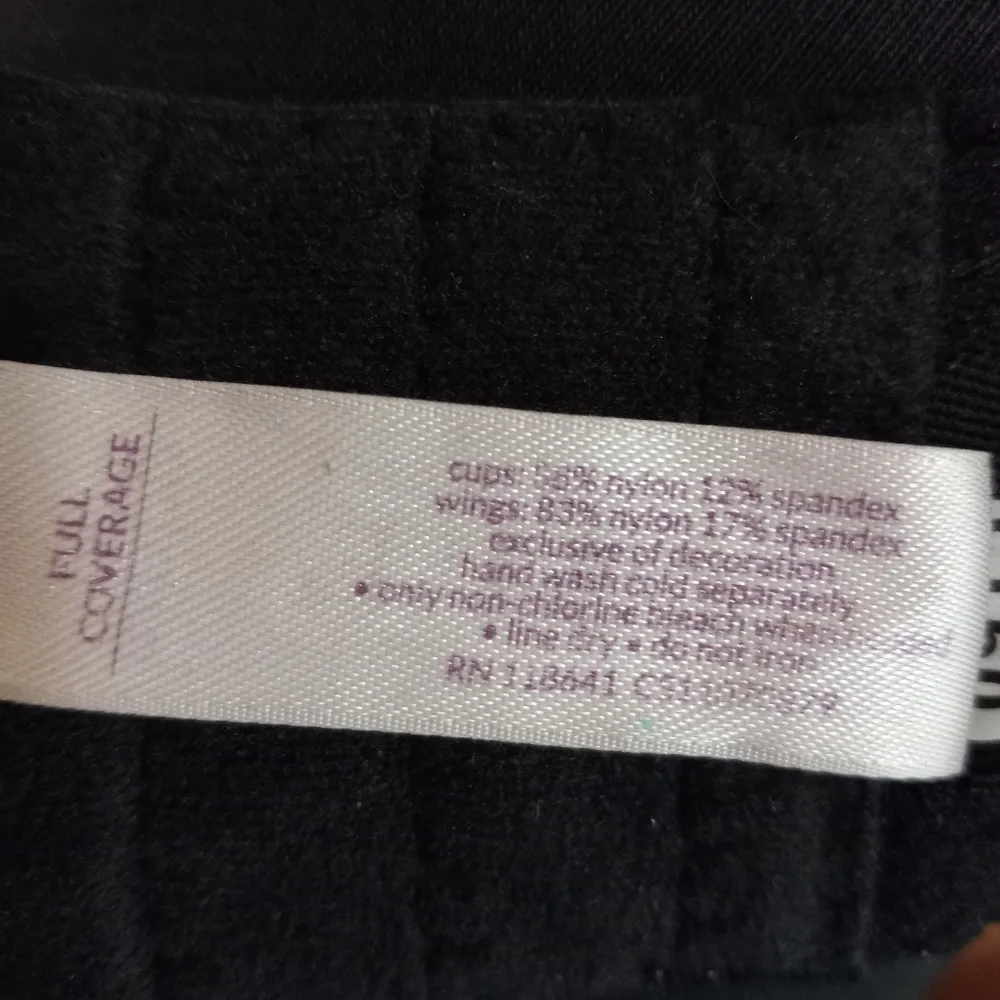 FULL
COVERAGE
cups: nylon 12% spandex
wings: 83% nylon 17% spandex
exclusive of decoration
hand wash cold separately
• only non-chlorine bleach when needed
• line dry • do not iron
RN 118641